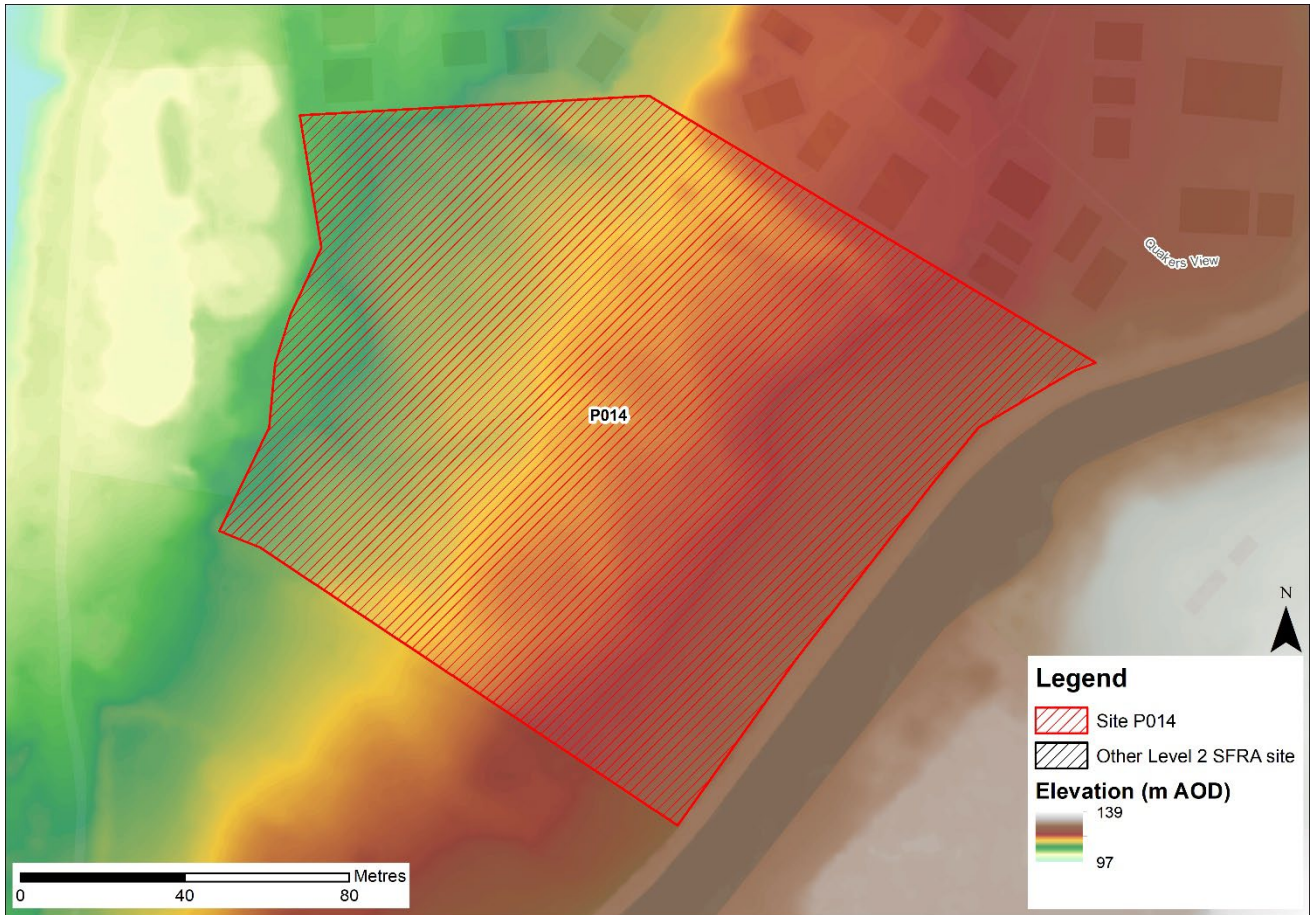 Quakers View
P014
N
Legend
Site P014
Other Level 2 SFRA site
Elevation (m AOD)
139
97
Metres
0 40 80